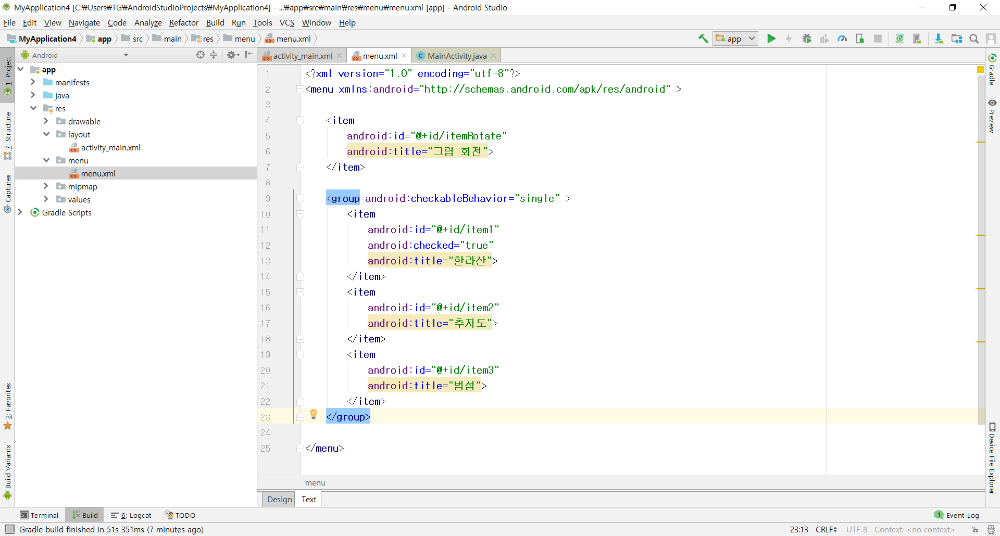 MyApplication4 [C:₩Users₩TG₩AndroidStudioProjects₩MyApplication4] - ...₩app₩src₩main₩res₩menu₩menu.xml [app] - Android Studio
File Edit View Navigate Code Analyze Refactor Build Run Tools VCS Window Help
MyApplication4 app src main res menu menu.xml app
Android
activity_main.xml menu.xml MainActivity.java
1: Project
7: Structure
Captures
2: Favorites
Build Variants
app
manifests
java
res
drawable
layout
activity_main.xml
menu
menu.xml
mipmap
values
Gradle Scripts
1 <?xml version="1.0" encoding="utf-8"?>
2 <menu xmlns:android="http://schemas.android.com/apk/res/android" >
3
4 <item
5 android:id="@+id/itemRotate"
6 android:title="그림 회전">
7 </item>
8
9 <group android:checkableBehavior="single" >
10 <item
11 android:id="@+id/item1"
12 android:checked="true"
13 android:title="한라산">
14 </item>
15 <item
16 android:id="@+id/item2"
17 android:title="추자도">
18 </item>
19 <item
20 android:id="@+id/item3"
21 android:title="범섬">
22 </item>
23 </group>
24
25 </menu>
menu
Design Text
Gradle
Preview
Device File Explorer
Terminal Build 6: Logcat TODO 1 Event Log
Gradle build finished in 51s 351ms (7 minutes ago) 23:13 CRLF UTF-8 Context: <no context>